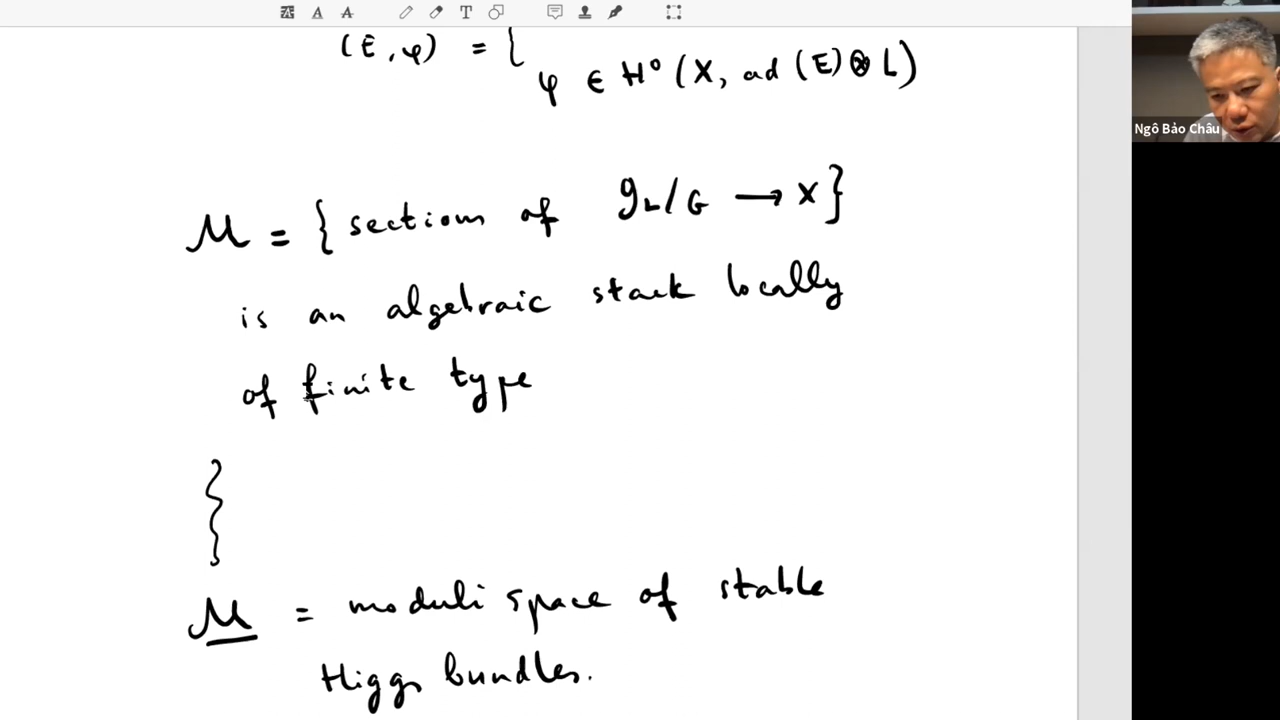 (E, φ) = {
φ ∈ H⁰ (X, ad (E) ⊗ L)
Ngô Bảo Châu
M = { sections of g_L/G → X }
is an algebraic stack locally
of finite type
M = moduli space of stable
Higgs bundles.